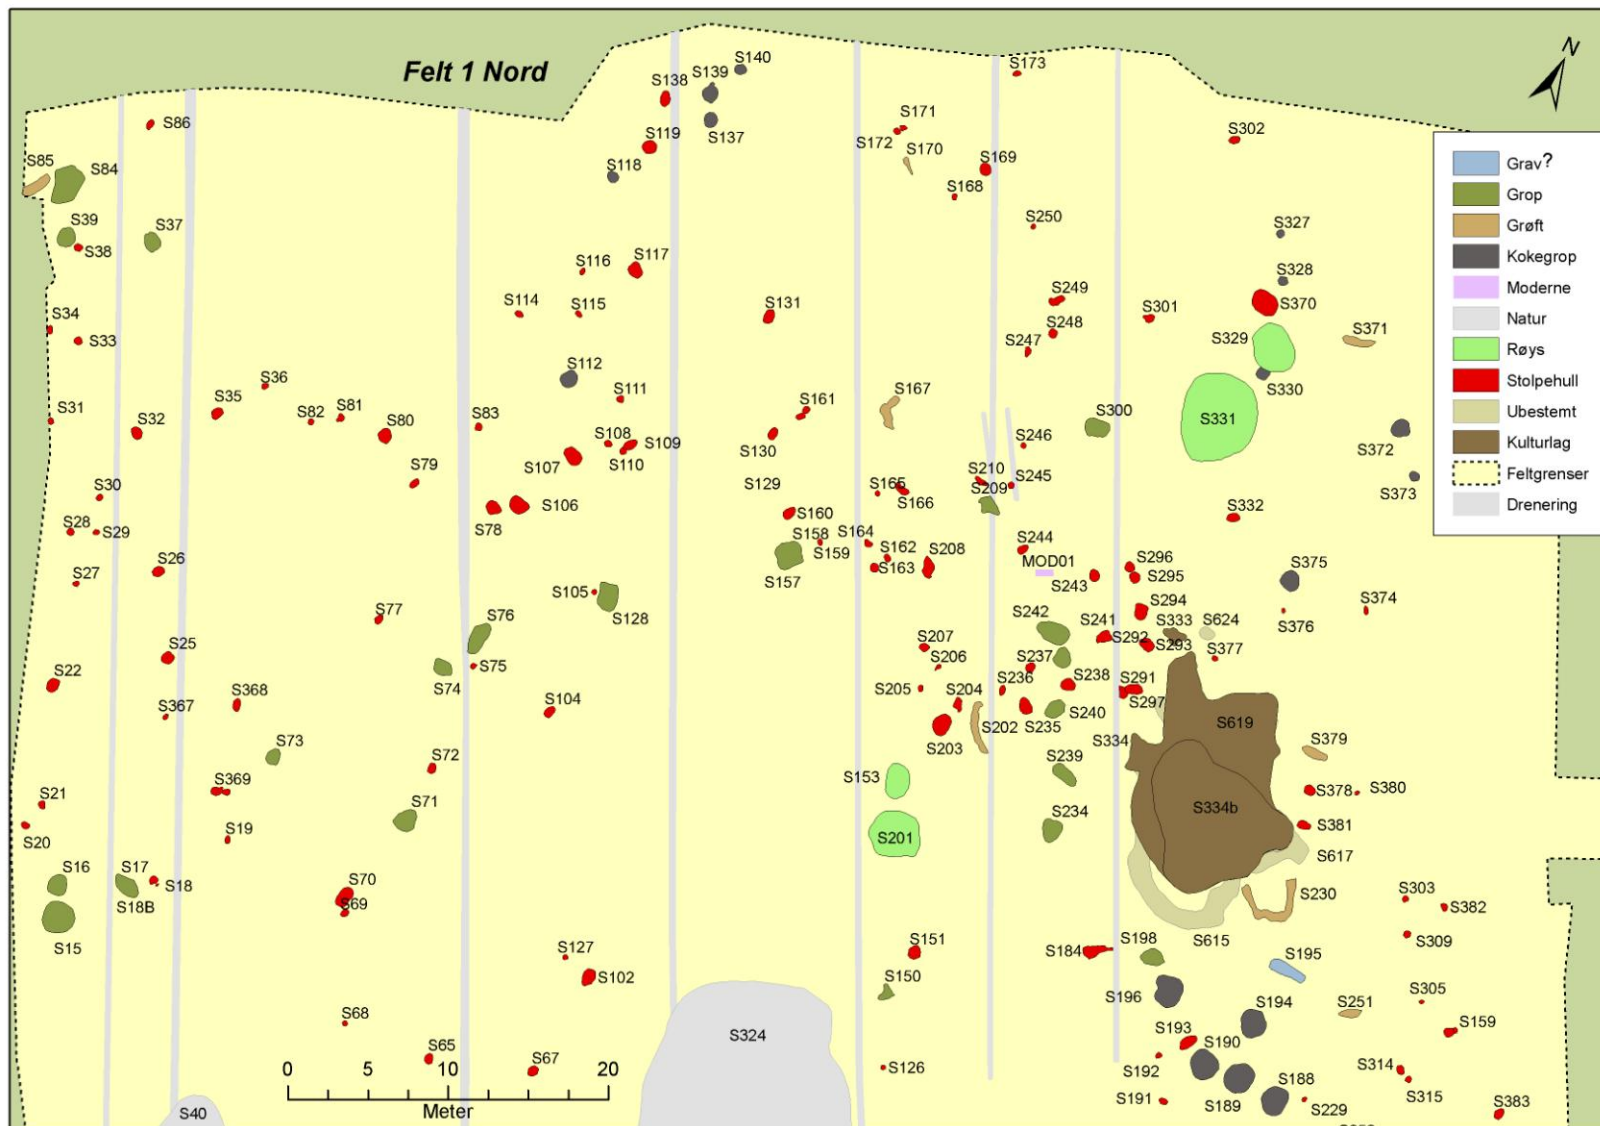 Felt 1 Nord
N
S140
S139
S138
S173
S137
S86
S119
S171
S172
S170
S302
S85
S84
S118
S169
S168
S39
S37
S38
S250
S327
S116
S117
S328
S370
S34
S33
S114
S115
S131
S249
S248
S247
S301
S329
S371
S112
S330
S36
S111
S167
S31
S32
S35
S82
S81
S80
S83
S108
S109
S110
S107
S161
S130
S300
S331
S372
S246
S79
S129
S165
S166
S210
S209
S245
S373
S30
S78
S106
S160
S332
S28
S29
S158
S159
S164
S162
S163
S208
S244
MOD01
S296
S295
S243
S375
S27
S26
S157
S105
S128
S77
S76
S294
S374
S376
S242
S241
S292
S333
S624
S293
S377
S25
S74
S75
S207
S206
S237
S22
S205
S204
S236
S238
S291
S297
S367
S368
S104
S203
S202
S235
S240
S334
S619
S73
S72
S153
S239
S379
S369
S21
S20
S71
S378
S380
S334b
S19
S201
S234
S381
S617
S16
S17
S18
S18B
S70
S69
S230
S303
S382
S15
S127
S102
S151
S184
S198
S615
S309
S195
S150
S196
S194
S251
S305
S68
S324
S193
S190
S159
S65
S67
S126
S192
S314
S315
S191
S189
S188
S229
S383
S40
0 5 10 20
Meter
Grav?
Grop
Grøft
Kokegrop
Moderne
Natur
Røys
Stolpehull
Ubestemt
Kulturlag
Feltgrenser
Drenering